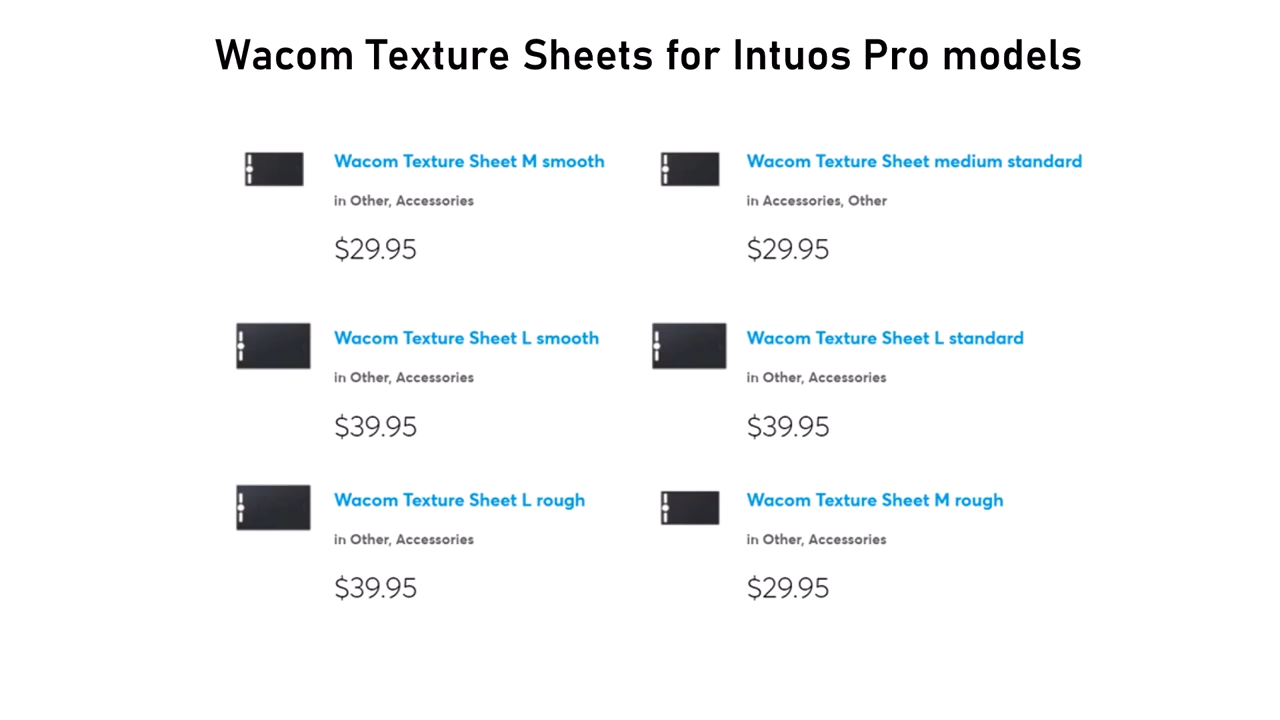 Wacom Texture Sheets for Intuos Pro models
Wacom Texture Sheet M smooth
in Other, Accessories
$29.95
Wacom Texture Sheet medium standard
in Accessories, Other
$29.95
Wacom Texture Sheet L smooth
in Other, Accessories
$39.95
Wacom Texture Sheet L standard
in Other, Accessories
$39.95
Wacom Texture Sheet L rough
in Other, Accessories
$39.95
Wacom Texture Sheet M rough
in Other, Accessories
$29.95